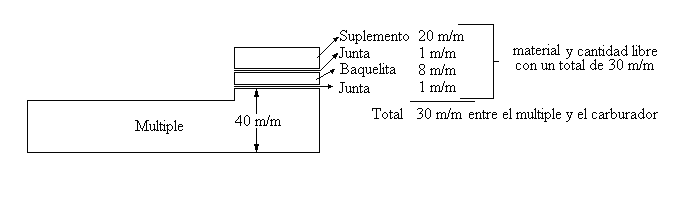 Suplemento 20 m/m
Junta 1 m/m
Baquelita 8 m/m
Junta 1 m/m
material y cantidad libre
con un total de 30 m/m
Total 30 m/m entre el multiple y el carburador
Multiple
40 m/m